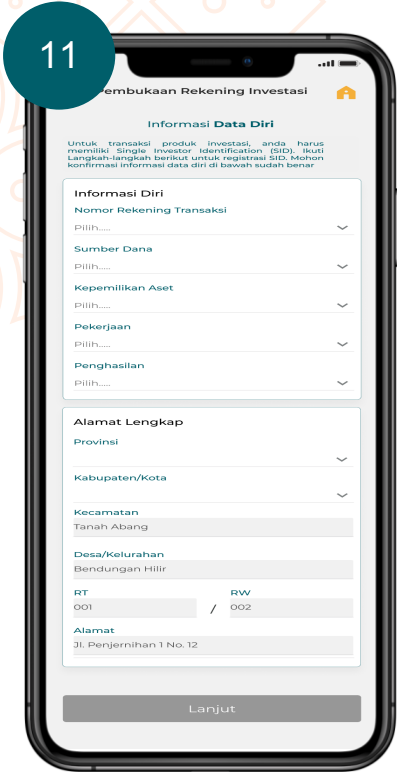 11
Pembukaan Rekening Investasi
Informasi Data Diri
Untuk transaksi produk investasi, anda harus
memiliki Single Investor Identification (SID). Ikuti
Langkah-langkah berikut untuk registrasi SID. Mohon
konfirmasi informasi data diri di bawah sudah benar
Informasi Diri
Nomor Rekening Transaksi
Pilih.....
Sumber Dana
Pilih.....
Kepemilikan Aset
Pilih.....
Pekerjaan
Pilih.....
Penghasilan
Pilih.....
Alamat Lengkap
Provinsi
Kabupaten/Kota
Kecamatan
Tanah Abang
Desa/Kelurahan
Bendungan Hilir
RT RW
001 / 002
Alamat
Jl. Penjernihan 1 No. 12
Lanjut